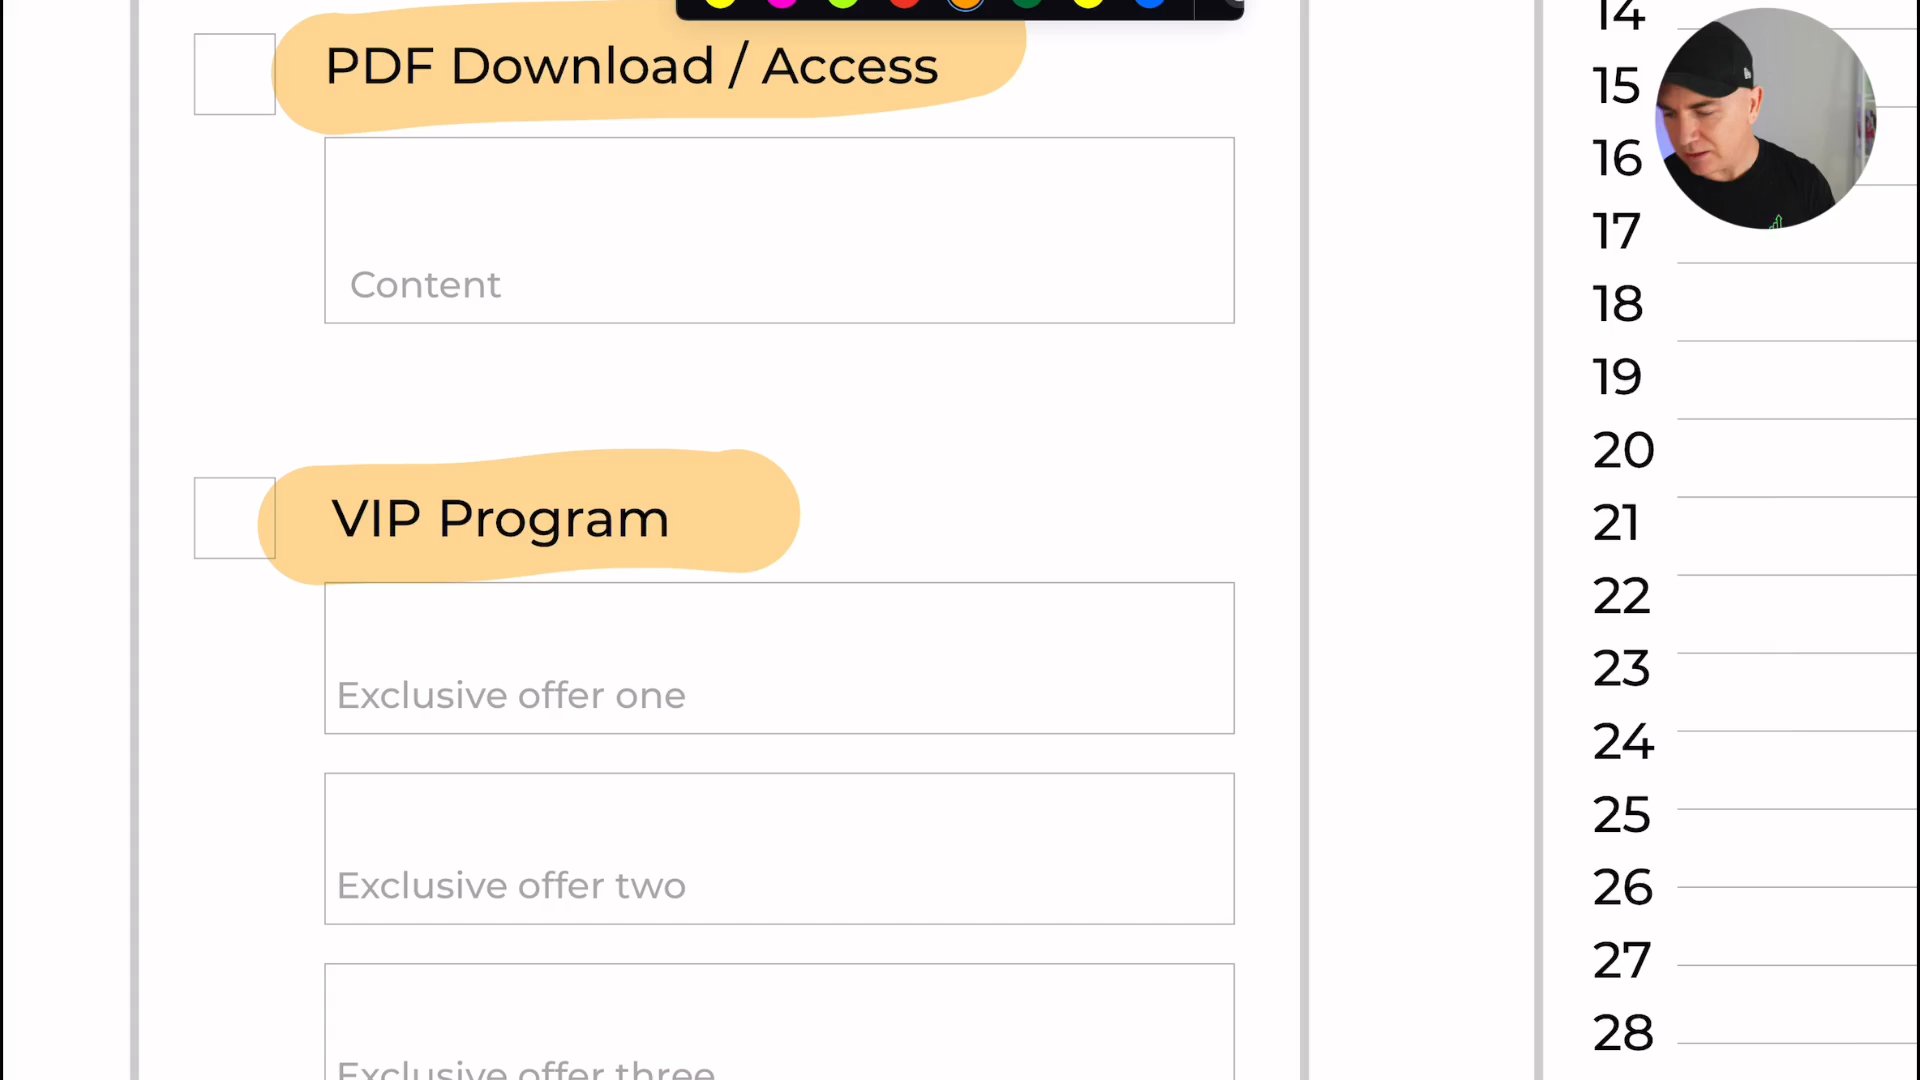 PDF Download / Access
Content
VIP Program
Exclusive offer one
Exclusive offer two
Exclusive offer three
14
15
16
17
18
19
20
21
22
23
24
25
26
27
28